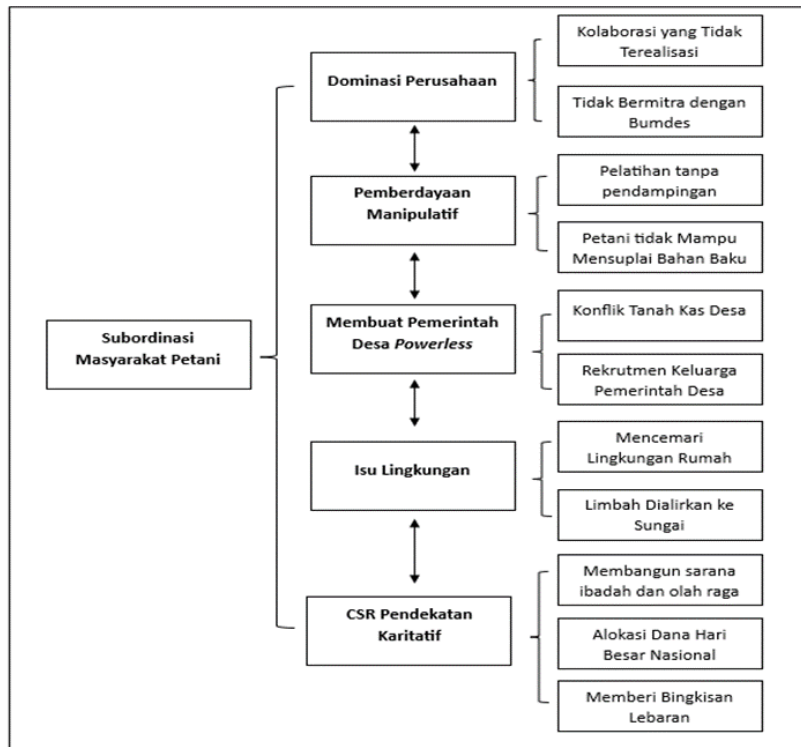 Subordinasi
Masyarakat Petani
Dominasi Perusahaan
Kolaborasi yang Tidak
Terealisasi
Tidak Bermitra dengan
Bumdes
Pemberdayaan
Manipulatif
Pelatihan tanpa
pendampingan
Petani tidak Mampu
Mensuplai Bahan Baku
Membuat Pemerintah
Desa Powerless
Konflik Tanah Kas Desa
Rekrutmen Keluarga
Pemerintah Desa
Isu Lingkungan
Mencemari
Lingkungan Rumah
Limbah Dialirkan ke
Sungai
CSR Pendekatan
Karitatif
Membangun sarana
ibadah dan olah raga
Alokasi Dana Hari
Besar Nasional
Memberi Bingkisan
Lebaran